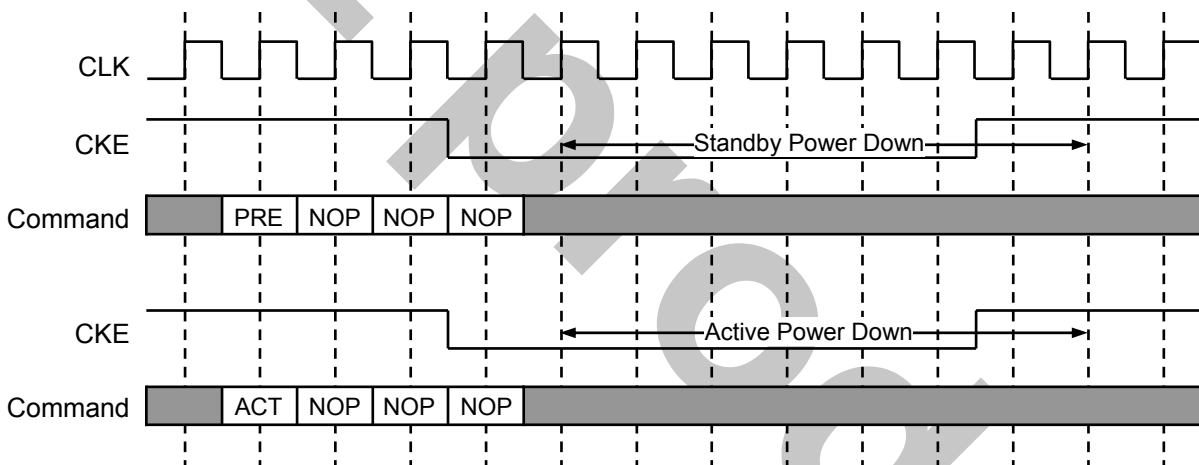 CLK
CKE
Standby Power Down
Command PRE NOP NOP NOP
CKE
Active Power Down
Command ACT NOP NOP NOP